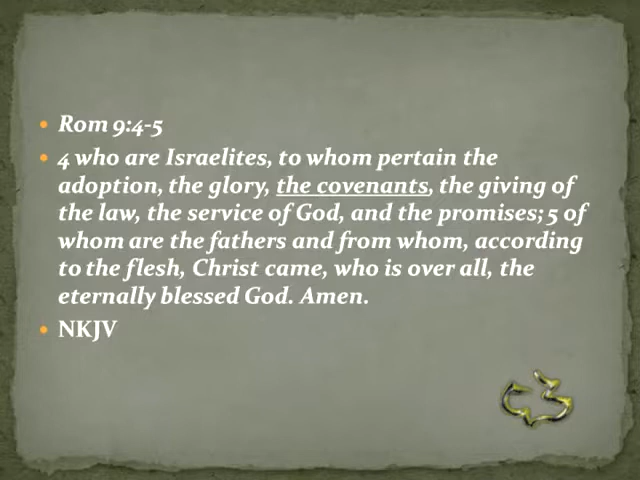 Rom 9:4-5
4 who are Israelites, to whom pertain the
adoption, the glory, the covenants, the giving of
the law, the service of God, and the promises; 5 of
whom are the fathers and from whom, according
to the flesh, Christ came, who is over all, the
eternally blessed God. Amen.
NKJV